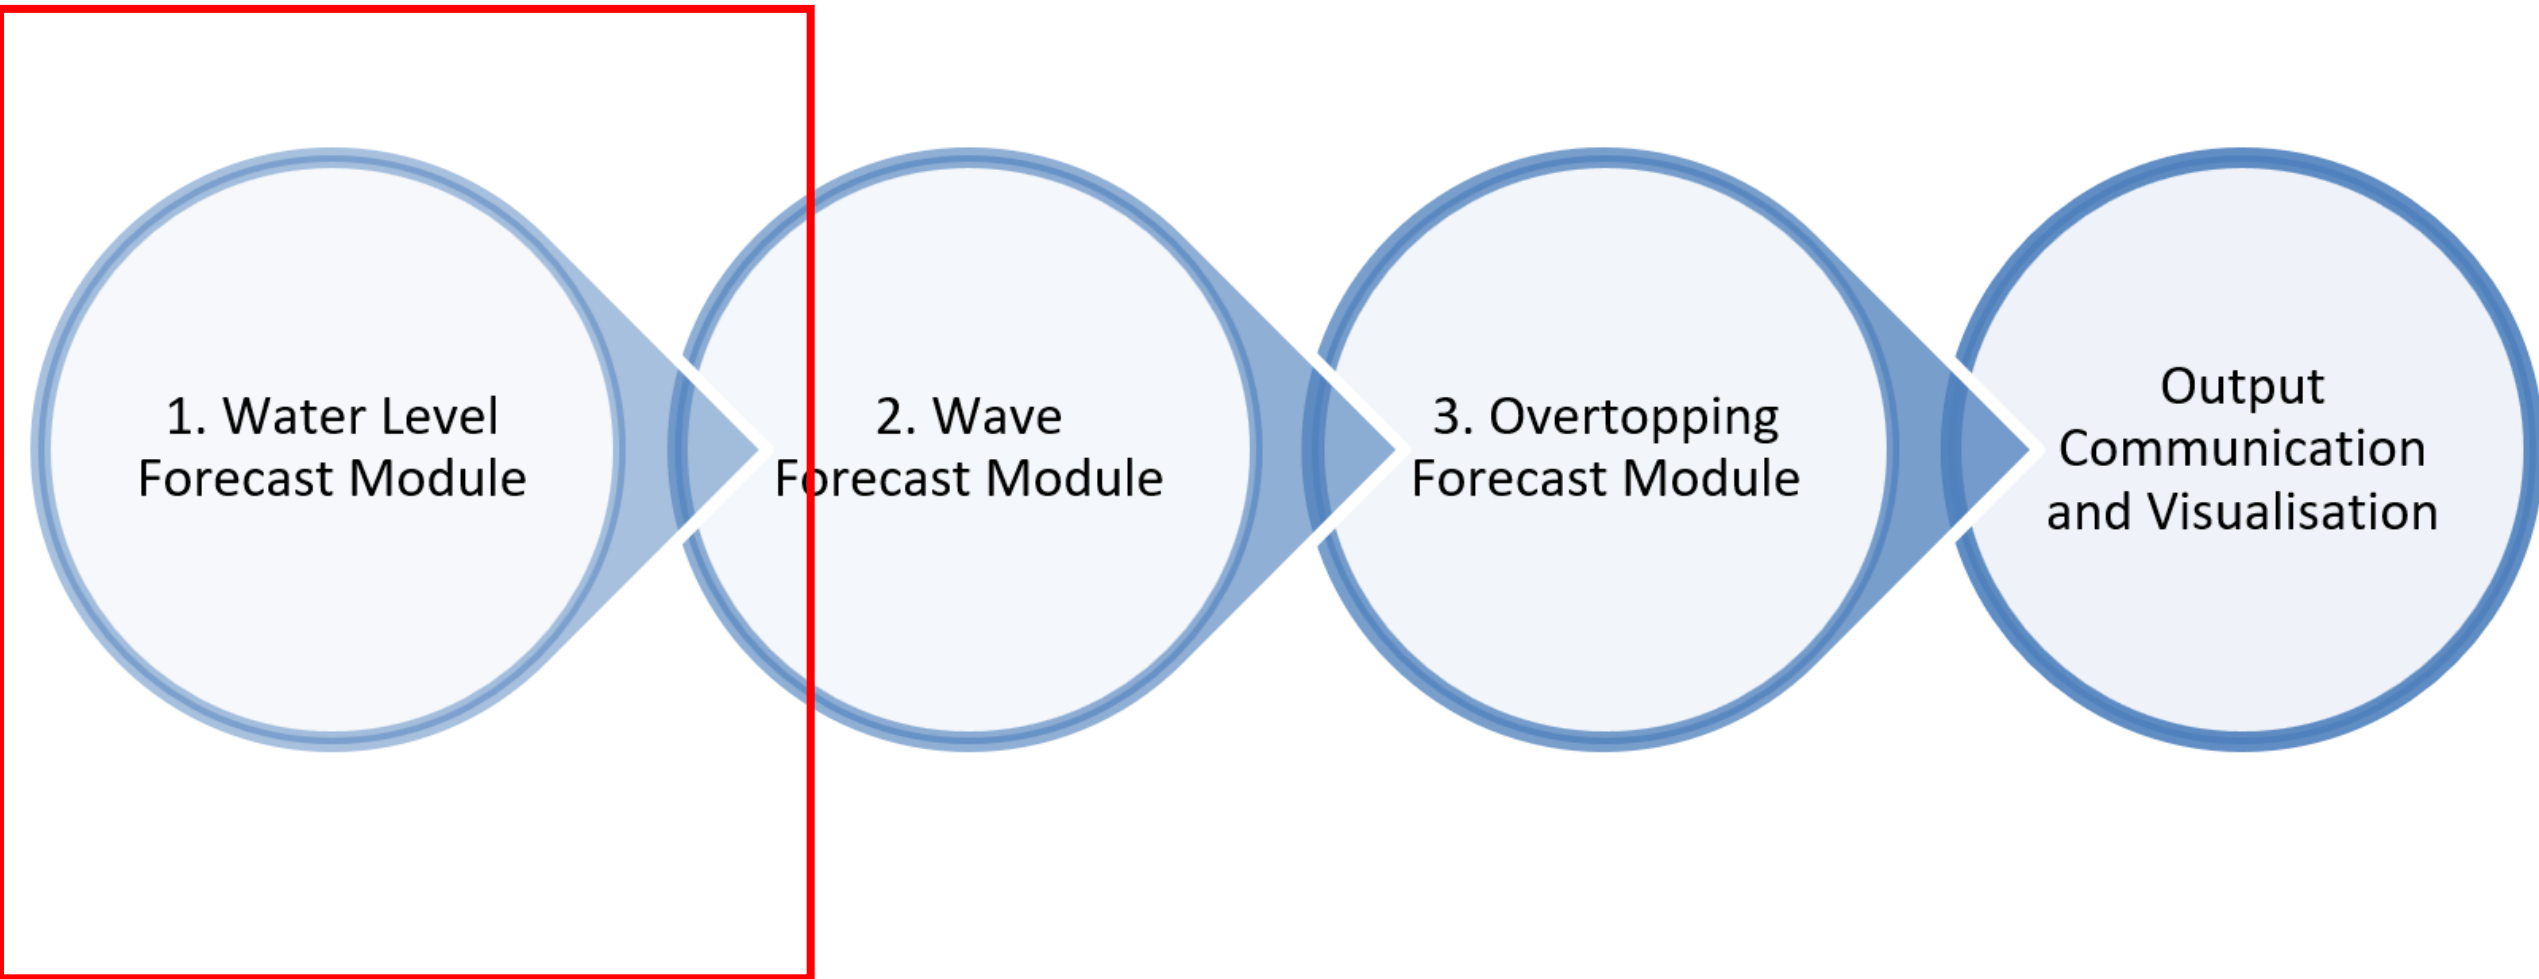 1. Water Level
Forecast Module
2. Wave
Forecast Module
3. Overtopping
Forecast Module
Output
Communication
and Visualisation